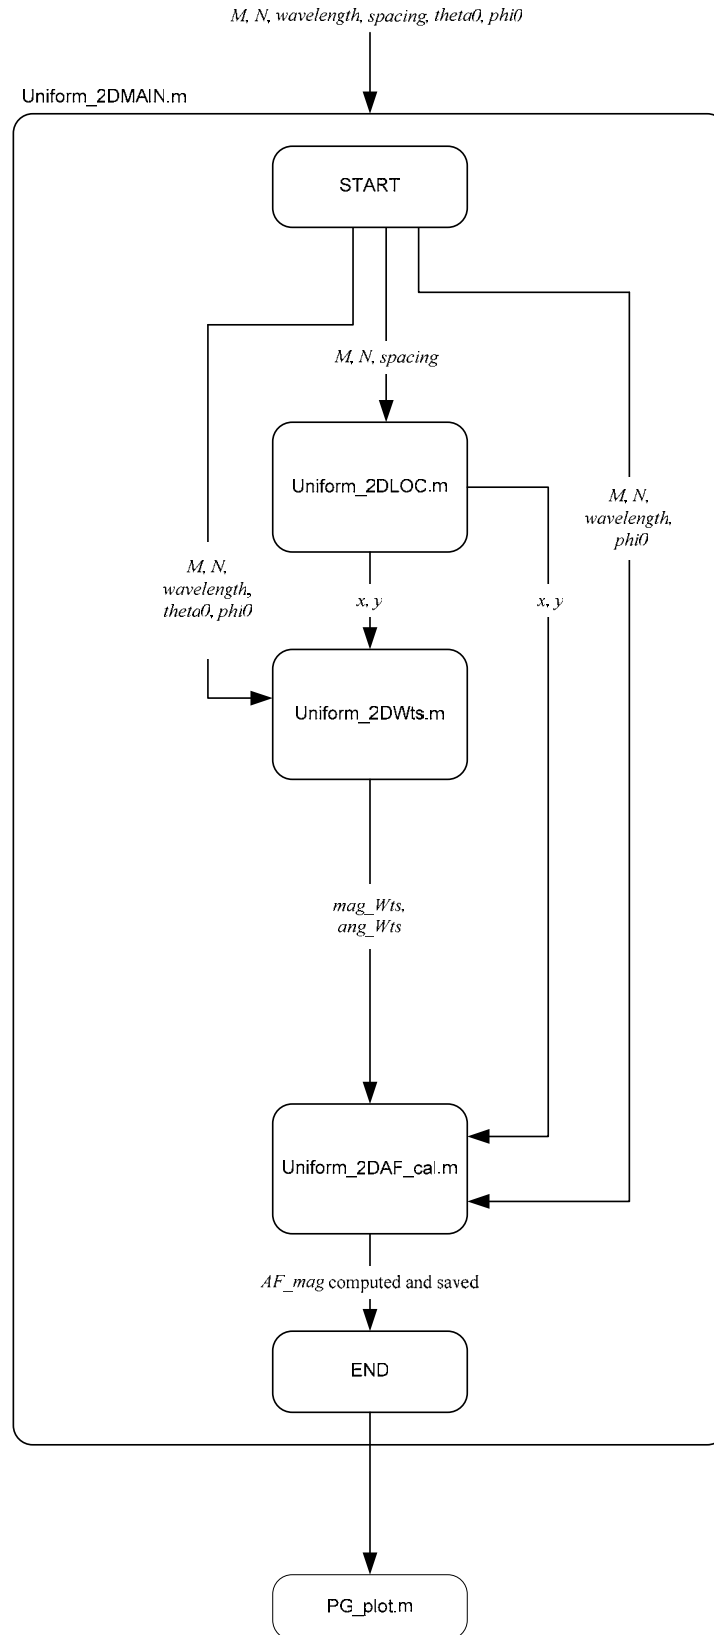 M, N, wavelength, spacing, theta0, phi0
Uniform_2DMAIN.m
START
M, N, spacing
Uniform_2DLOC.m
M, N,
wavelength,
phi0
M, N,
wavelength,
theta0, phi0
x, y
x, y
Uniform_2DWts.m
mag_Wts,
ang_Wts
Uniform_2DAF_cal.m
AF_mag computed and saved
END
PG_plot.m